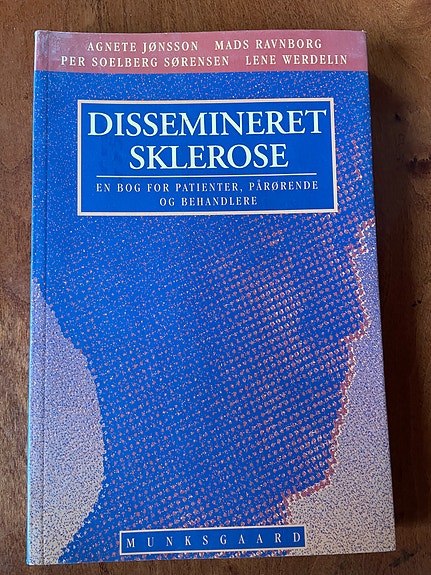 AGNETE JØNSSON MADS RAVNBORG
PER SOELBERG SØRENSEN LENE WERDELIN
DISSEMINERET
SKLEROSE
EN BOG FOR PATIENTER, PÅRØRENDE
OG BEHANDLERE
MUNKSGAARD